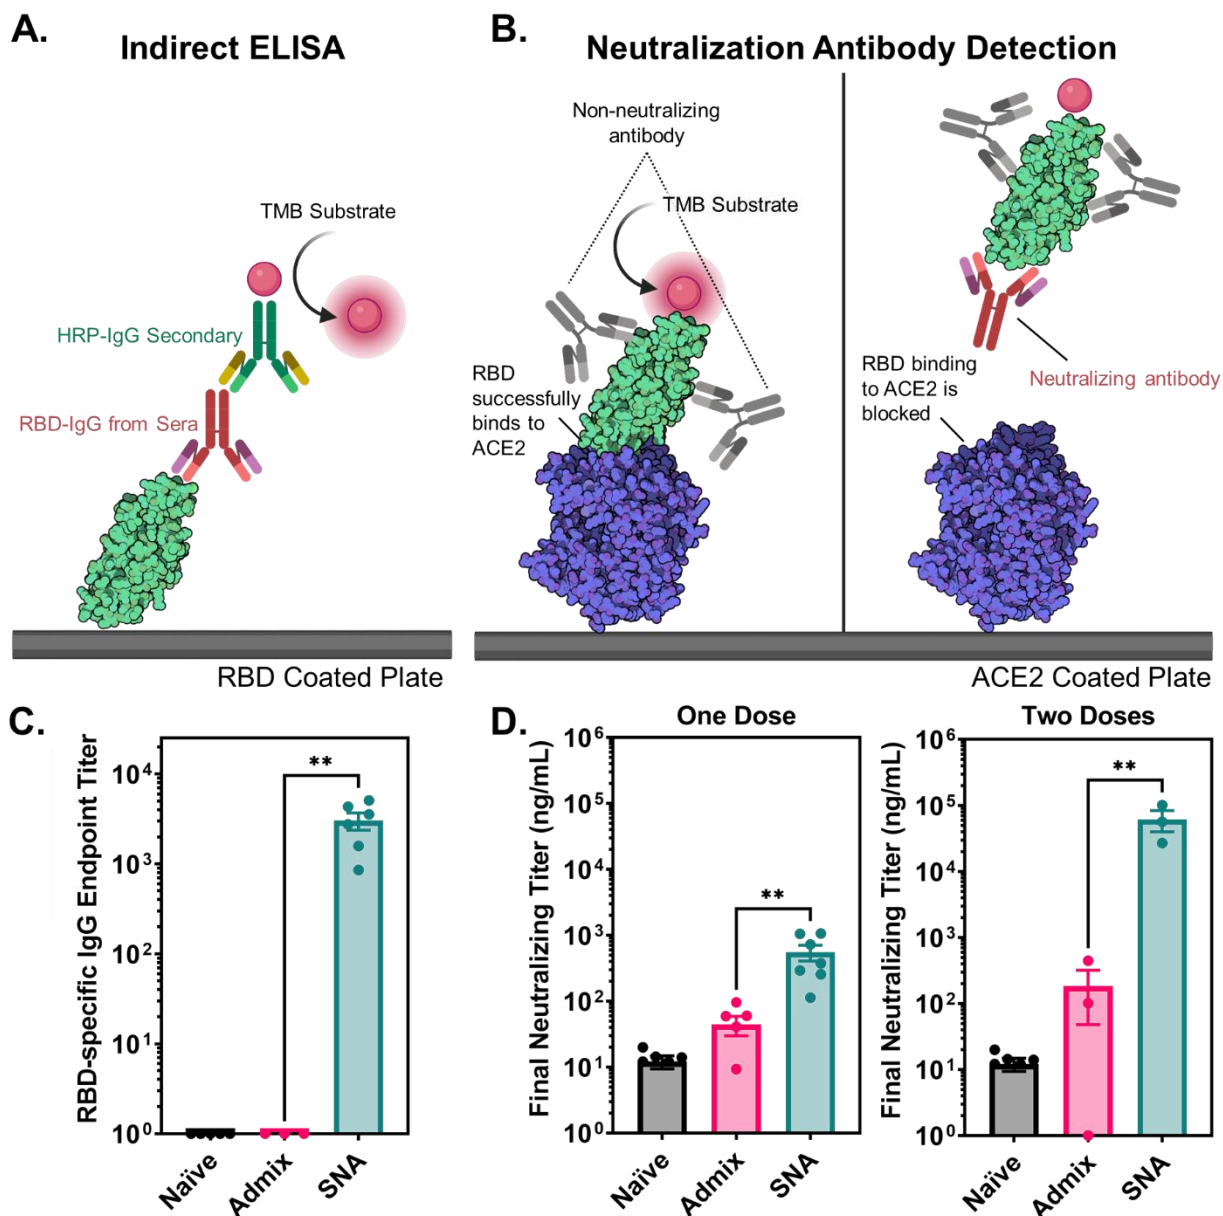 A.
Indirect ELISA
TMB Substrate
HRP-IgG Secondary
RBD-IgG from Sera
RBD Coated Plate
B.
Neutralization Antibody Detection
Non-neutralizing
antibody
TMB Substrate
RBD
successfully
binds to
ACE2
RBD binding
to ACE2 is
blocked
Neutralizing antibody
ACE2 Coated Plate
C.
RBD-specific IgG Endpoint Titer
10⁴
10³
10²
10¹
10⁰
**
Naïve
Admix
SNA
D.
One Dose
Final Neutralizing Titer (ng/mL)
10⁶
10⁵
10⁴
10³
10²
10¹
10⁰
**
Naïve
Admix
SNA
Two Doses
Final Neutralizing Titer (ng/mL)
10⁶
10⁵
10⁴
10³
10²
10¹
10⁰
**
Naïve
Admix
SNA